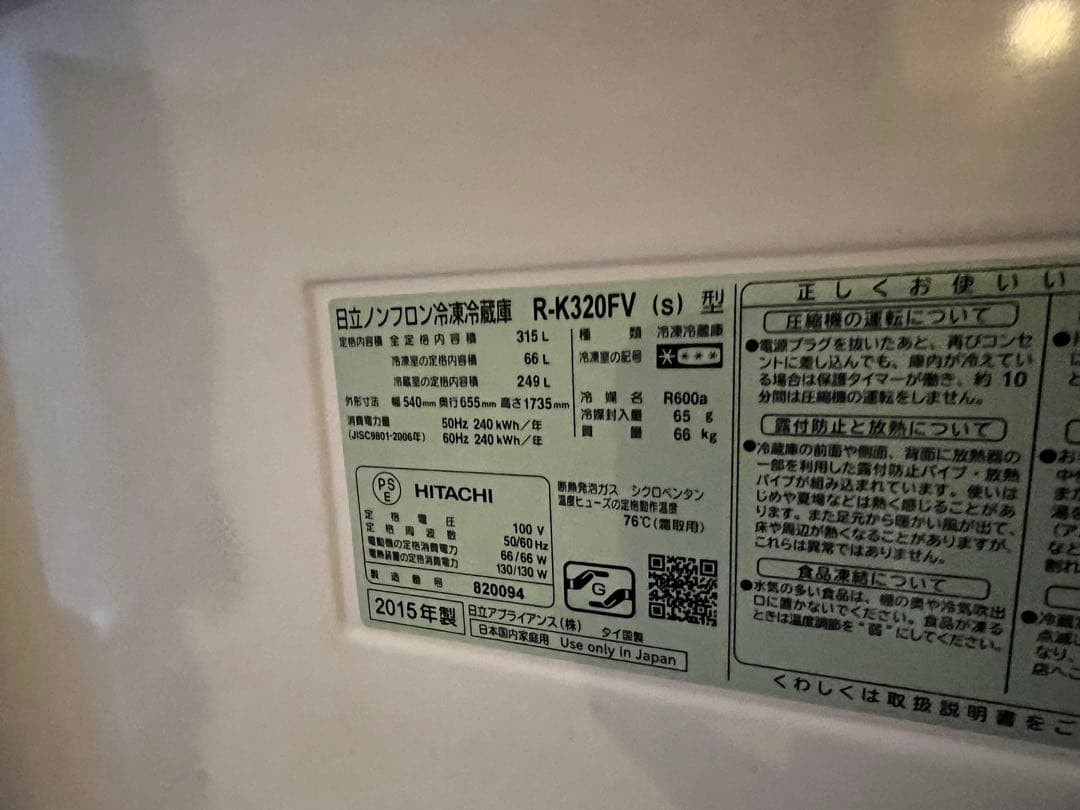 日立ノンフロン冷凍冷蔵庫 R-K320FV (S) 型
定格内容積 全定格内容積 315 L
冷凍室の定格内容積 66 L
冷蔵室の定格内容積 249 L
外形寸法 幅540mm 奥行655mm 高さ1735mm
消費電力量 50Hz 240 kWh/年
(JISC9801-2006年) 60Hz 240 kWh/年
種類 冷凍冷蔵庫
冷凍室の記号
冷媒名 R600a
冷媒封入量 65 g
質量 66 kg
PS
E
HITACHI
定格電圧 100 V
定格周波数 50/60 Hz
電動機の定格消費電力 66/66 W
電熱装置の定格消費電力 130/130 W
製造番号 820094
断熱発泡ガス シクロペンタン
温度ヒューズの定格動作温度
76℃(霜取用)
G
2015年製
日立アプライアンス(株) タイ国製
日本国内家庭用 Use only in Japan
正しくお使いい
圧縮機の運転について
●電源プラグを抜いたあと、再びコンセ
ントに差し込んでも、庫内が冷えてい
る場合は保護タイマーが働き、約10
分間は圧縮機の運転をしません。
露付防止と放熱について
●冷蔵庫の前面や側面、背面に放熱器の
一部を利用した露付防止パイプ・放熱
パイプが組み込まれています。使いは
じめや夏場などは熱く感じることがあ
ります。また足元から暖かい風が出て、
床や周辺が熱くなることがありますが、
これらは異常ではありません。
食品凍結について
●水気の多い食品は、棚の奥や冷気吹出
口に置かないでください。食品が凍る
ときは温度調節を“弱”にしてください。
くわしくは取扱説明書をご